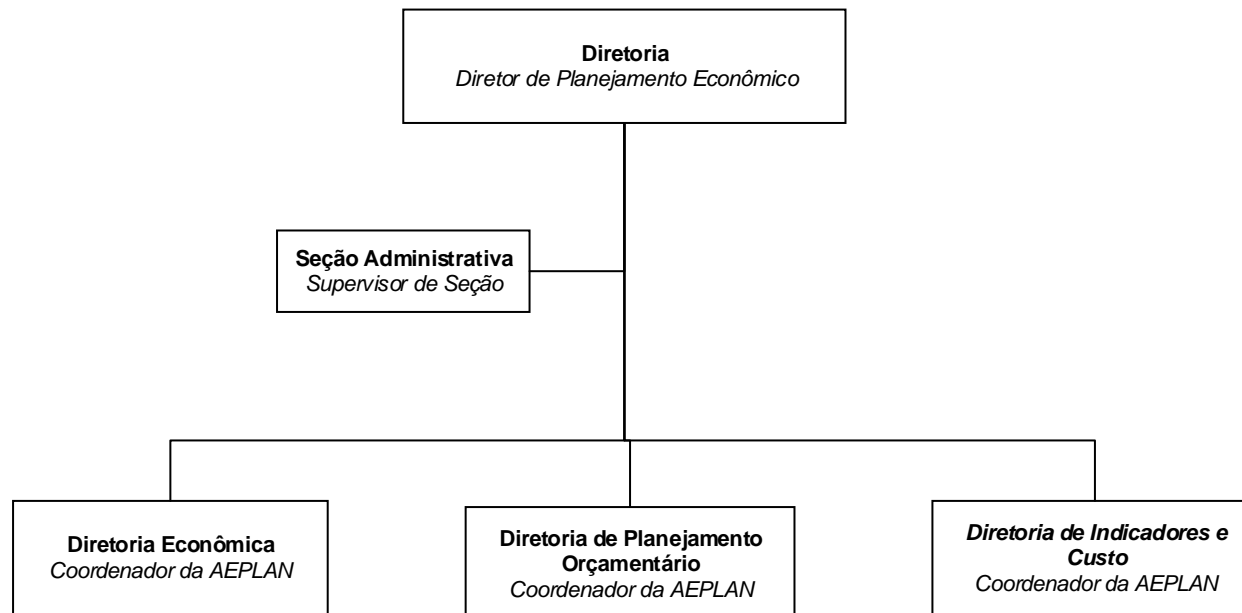 Diretoria
Diretor de Planejamento Econômico
Seção Administrativa
Supervisor de Seção
Diretoria Econômica
Coordenador da AEPLAN
Diretoria de Planejamento
Orçamentário
Coordenador da AEPLAN
Diretoria de Indicadores e
Custo
Coordenador da AEPLAN